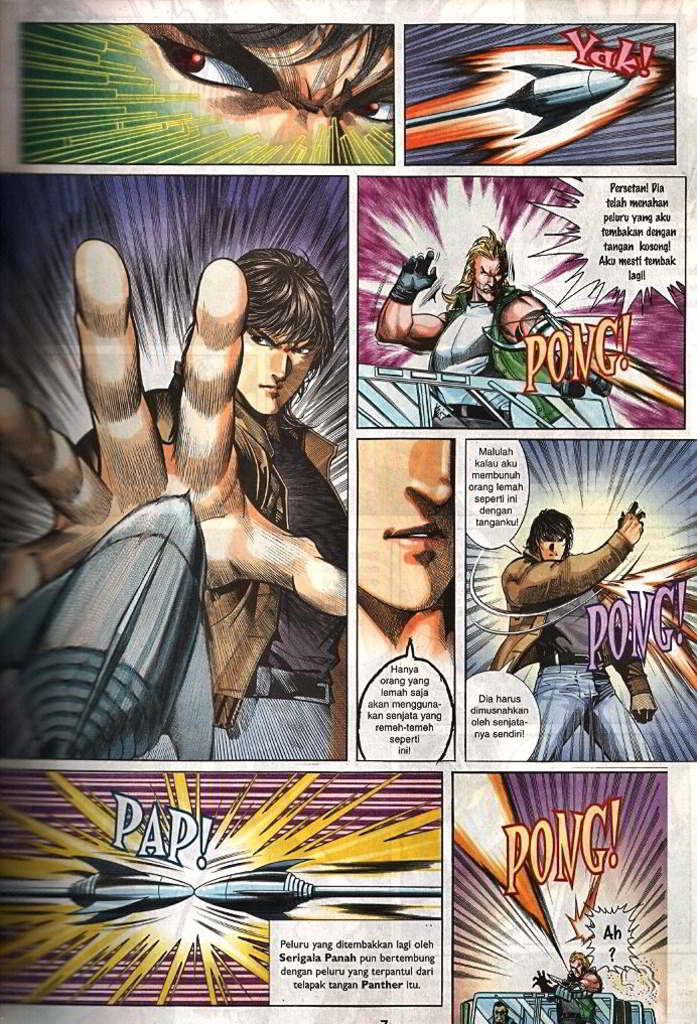 Yak!
Persetan! Dia
telah menahan
peluru yang aku
tembakan dengan
tangan kosong!
Aku mesti tembak
lagi!
PONG!
Hanya
orang yang
lemah saja
akan mengguna-
kan senjata yang
remeh-temeh
seperti
ini!
Malulah
kalau aku
membunuh
orang lemah
seperti ini
dengan
tanganku!
PONG!
Dia harus
dimusnahkan
oleh senjata-
nya sendiri!
PAP!
Peluru yang ditembakkan lagi oleh
Serigala Panah pun bertembung
dengan peluru yang terpantul dari
telapak tangan Panther itu.
PONG!
Ah
?